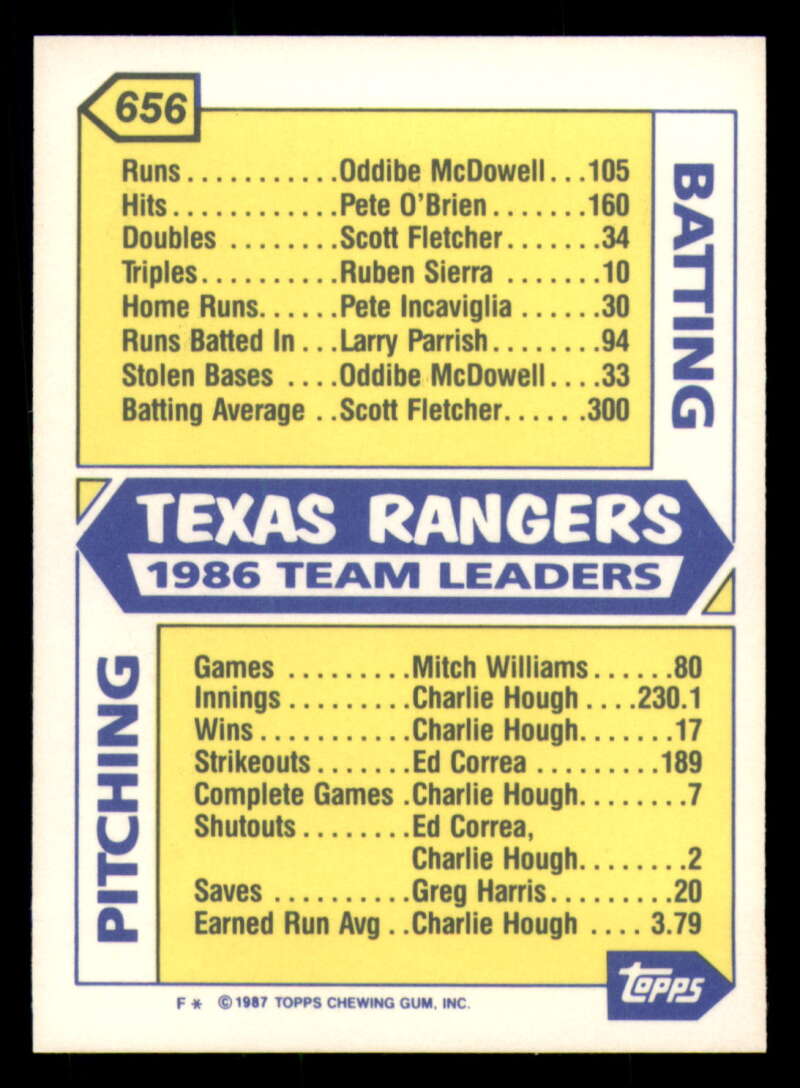 656
Runs...........Oddibe McDowell...105
Hits............Pete O'Brien.......160
Doubles ........Scott Fletcher.......34
Triples..........Ruben Sierra .......10
Home Runs......Pete Incaviglia ......30
Runs Batted In ...Larry Parrish........94
Stolen Bases ....Oddibe McDowell....33
Batting Average ..Scott Fletcher......300
BATTING
TEXAS RANGERS
1986 TEAM LEADERS
PITCHING
Games .........Mitch Williams......80
Innings .........Charlie Hough ....230.1
Wins...........Charlie Hough.......17
Strikeouts.......Ed Correa .........189
Complete Games .Charlie Hough........7
Shutouts........Ed Correa,
Charlie Hough........2
Saves ..........Greg Harris.........20
Earned Run Avg ..Charlie Hough .... 3.79
topps
F * © 1987 TOPPS CHEWING GUM, INC.